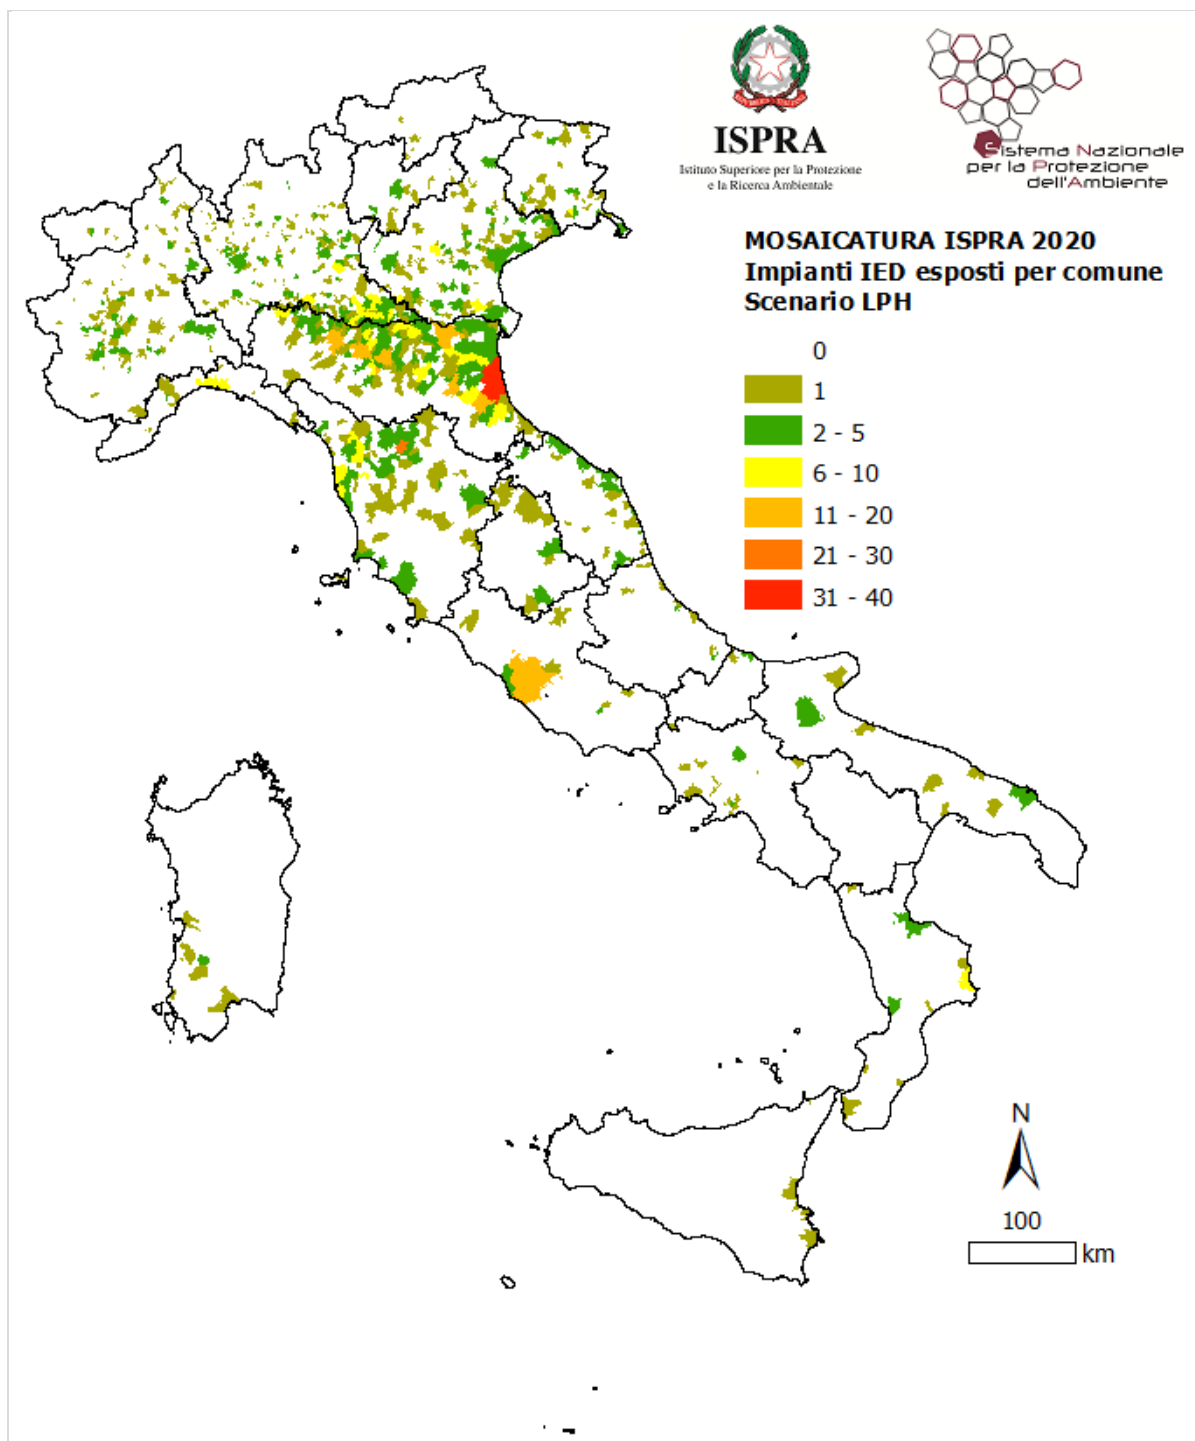 ISPRA
Istituto Superiore per la Protezione
e la Ricerca Ambientale
Sistema Nazionale
per la Protezione
dell'Ambiente
MOSAICATURA ISPRA 2020
Impianti IED esposti per comune
Scenario LPH
0
1
2 - 5
6 - 10
11 - 20
21 - 30
31 - 40
N
100
km